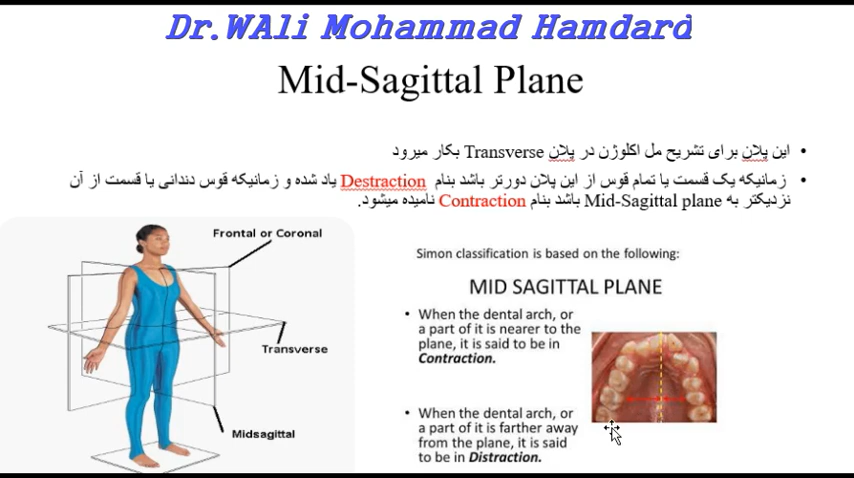 Dr.WAli Mohammad Hamdard
Mid-Sagittal Plane
• این پلان برای تشریح مل اکلوژن در پلان Transverse بکار میرود
• زمانیکه یک قسمت یا تمام قوس از این پلان دورتر باشد بنام Destraction یاد شده و زمانیکه قوس دندانی یا قسمت از آن
نزدیکتر به Mid-Sagittal plane باشد بنام Contraction نامیده میشود.
Frontal or Coronal
Transverse
Midsagittal
Simon classification is based on the following:
MID SAGITTAL PLANE
• When the dental arch, or
a part of it is nearer to the
plane, it is said to be in
Contraction.
• When the dental arch, or
a part of it is farther away
from the plane, it is said
to be in Distraction.